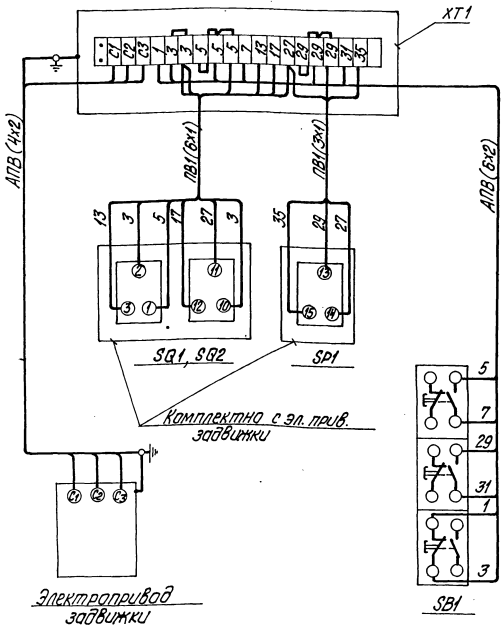 XT1
C1 C2 C3 1 3 3 5 5 5 7 13 17 27 29 29 29 31 35
АПВ(4х2)
ПВ1(6х1)
ПВ1(3х1)
АПВ(6х2)
13 3 5 17 27 3
35 29 27
2 11 13
3 1 12 10 15 14
SQ1, SQ2
SP1
Комплектно с эл. прив.
задвижки
5
7
29
31
1
3
C1 C2 C3
Электропривод
задвижки
SB1